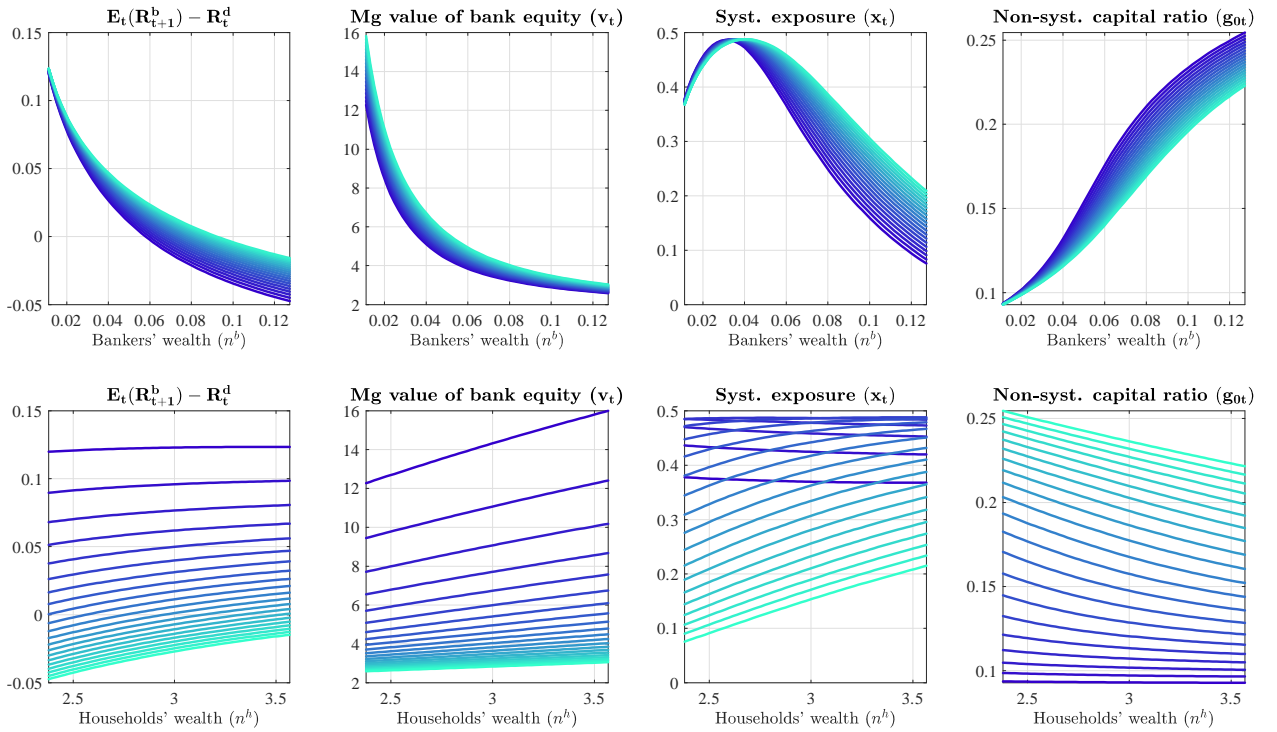 E_t(R^b_{t+1}) − R^d_t
0.15
0.1
0.05
0
-0.05
0.02 0.04 0.06 0.08 0.1 0.12
Bankers' wealth (n^b)
Mg value of bank equity (v_t)
16
14
12
10
8
6
4
2
0.02 0.04 0.06 0.08 0.1 0.12
Bankers' wealth (n^b)
Syst. exposure (x_t)
0.5
0.4
0.3
0.2
0.1
0
0.02 0.04 0.06 0.08 0.1 0.12
Bankers' wealth (n^b)
Non-syst. capital ratio (g_{0t})
0.25
0.2
0.15
0.1
0.02 0.04 0.06 0.08 0.1 0.12
Bankers' wealth (n^b)
E_t(R^b_{t+1}) − R^d_t
0.15
0.1
0.05
0
-0.05
2.5 3 3.5
Households' wealth (n^h)
Mg value of bank equity (v_t)
16
14
12
10
8
6
4
2
2.5 3 3.5
Households' wealth (n^h)
Syst. exposure (x_t)
0.5
0.4
0.3
0.2
0.1
0
2.5 3 3.5
Households' wealth (n^h)
Non-syst. capital ratio (g_{0t})
0.25
0.2
0.15
0.1
2.5 3 3.5
Households' wealth (n^h)